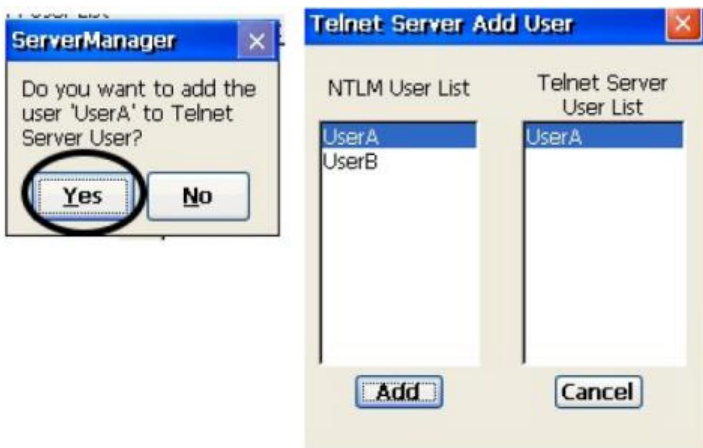 ServerManager
Do you want to add the
user 'UserA' to Telnet
Server User?
Yes
No
Telnet Server Add User
NTLM User List
Telnet Server
User List
UserA
UserB
UserA
Add
Cancel